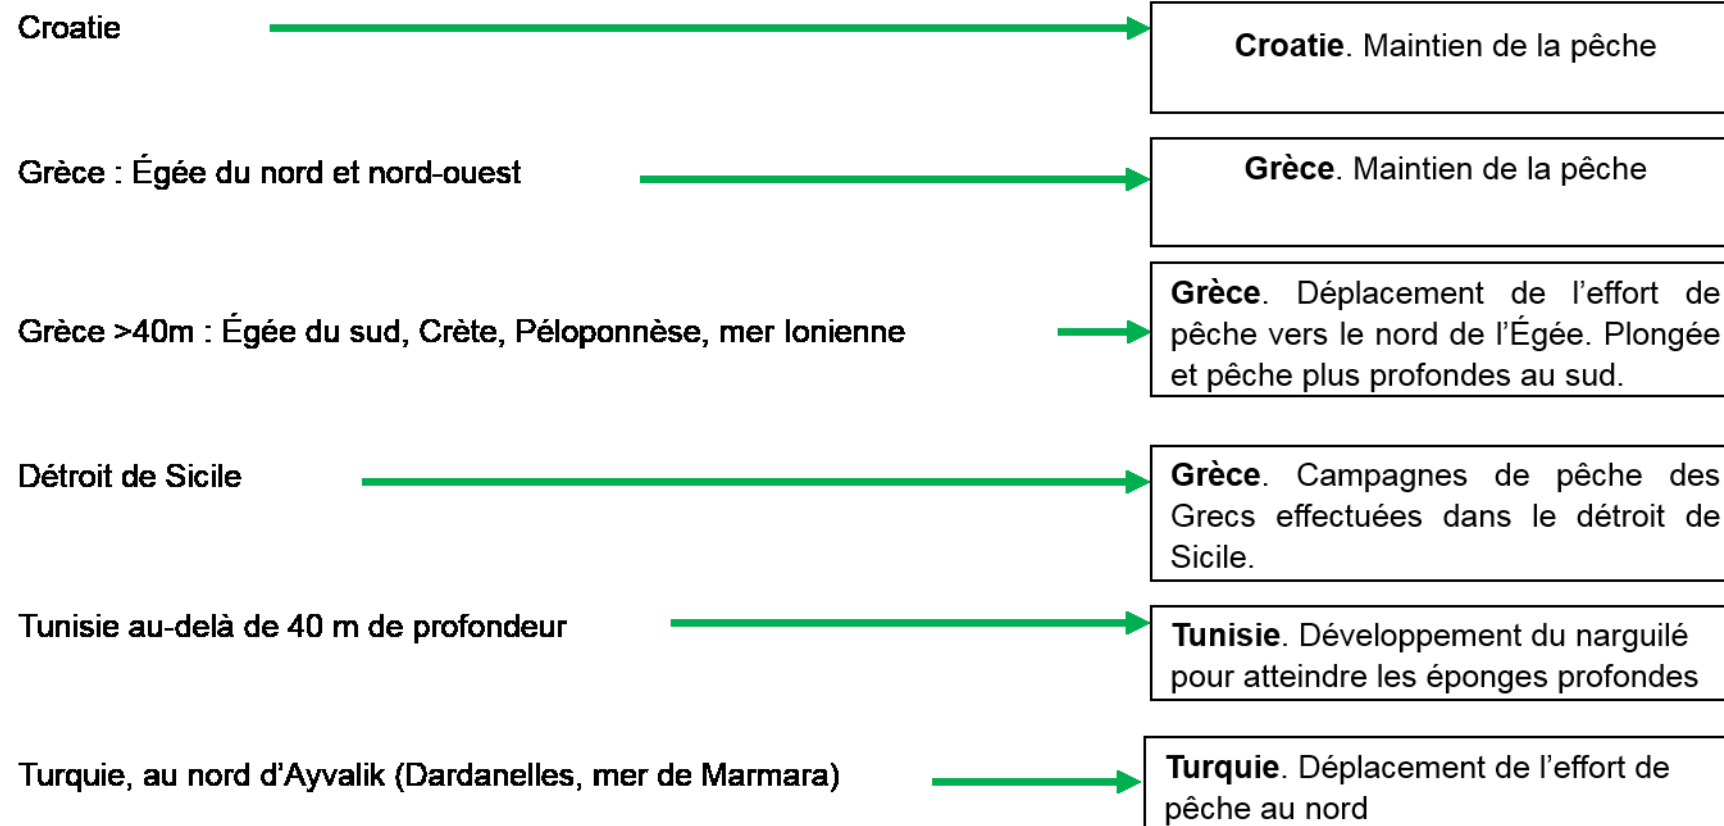 Croatie
Croatie. Maintien de la pêche
Grèce : Égée du nord et nord-ouest
Grèce. Maintien de la pêche
Grèce >40m : Égée du sud, Crète, Péloponnèse, mer Ionienne
Grèce. Déplacement de l’effort de
pêche vers le nord de l’Égée. Plongée
et pêche plus profondes au sud.
Détroit de Sicile
Grèce. Campagnes de pêche des
Grecs effectuées dans le détroit de
Sicile.
Tunisie au-delà de 40 m de profondeur
Tunisie. Développement du narguilé
pour atteindre les éponges profondes
Turquie, au nord d’Ayvalik (Dardanelles, mer de Marmara)
Turquie. Déplacement de l’effort de
pêche au nord